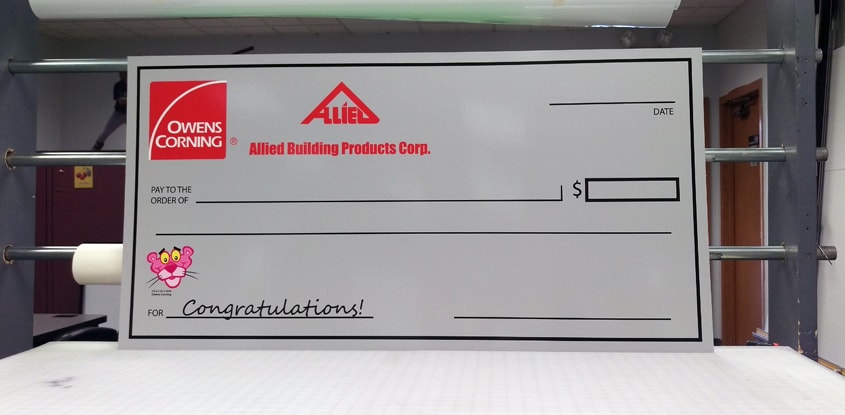 OWENS
CORNING
®
ALLIED
Allied Building Products Corp.
DATE
PAY TO THE
ORDER OF
$
FOR
Congratulations!